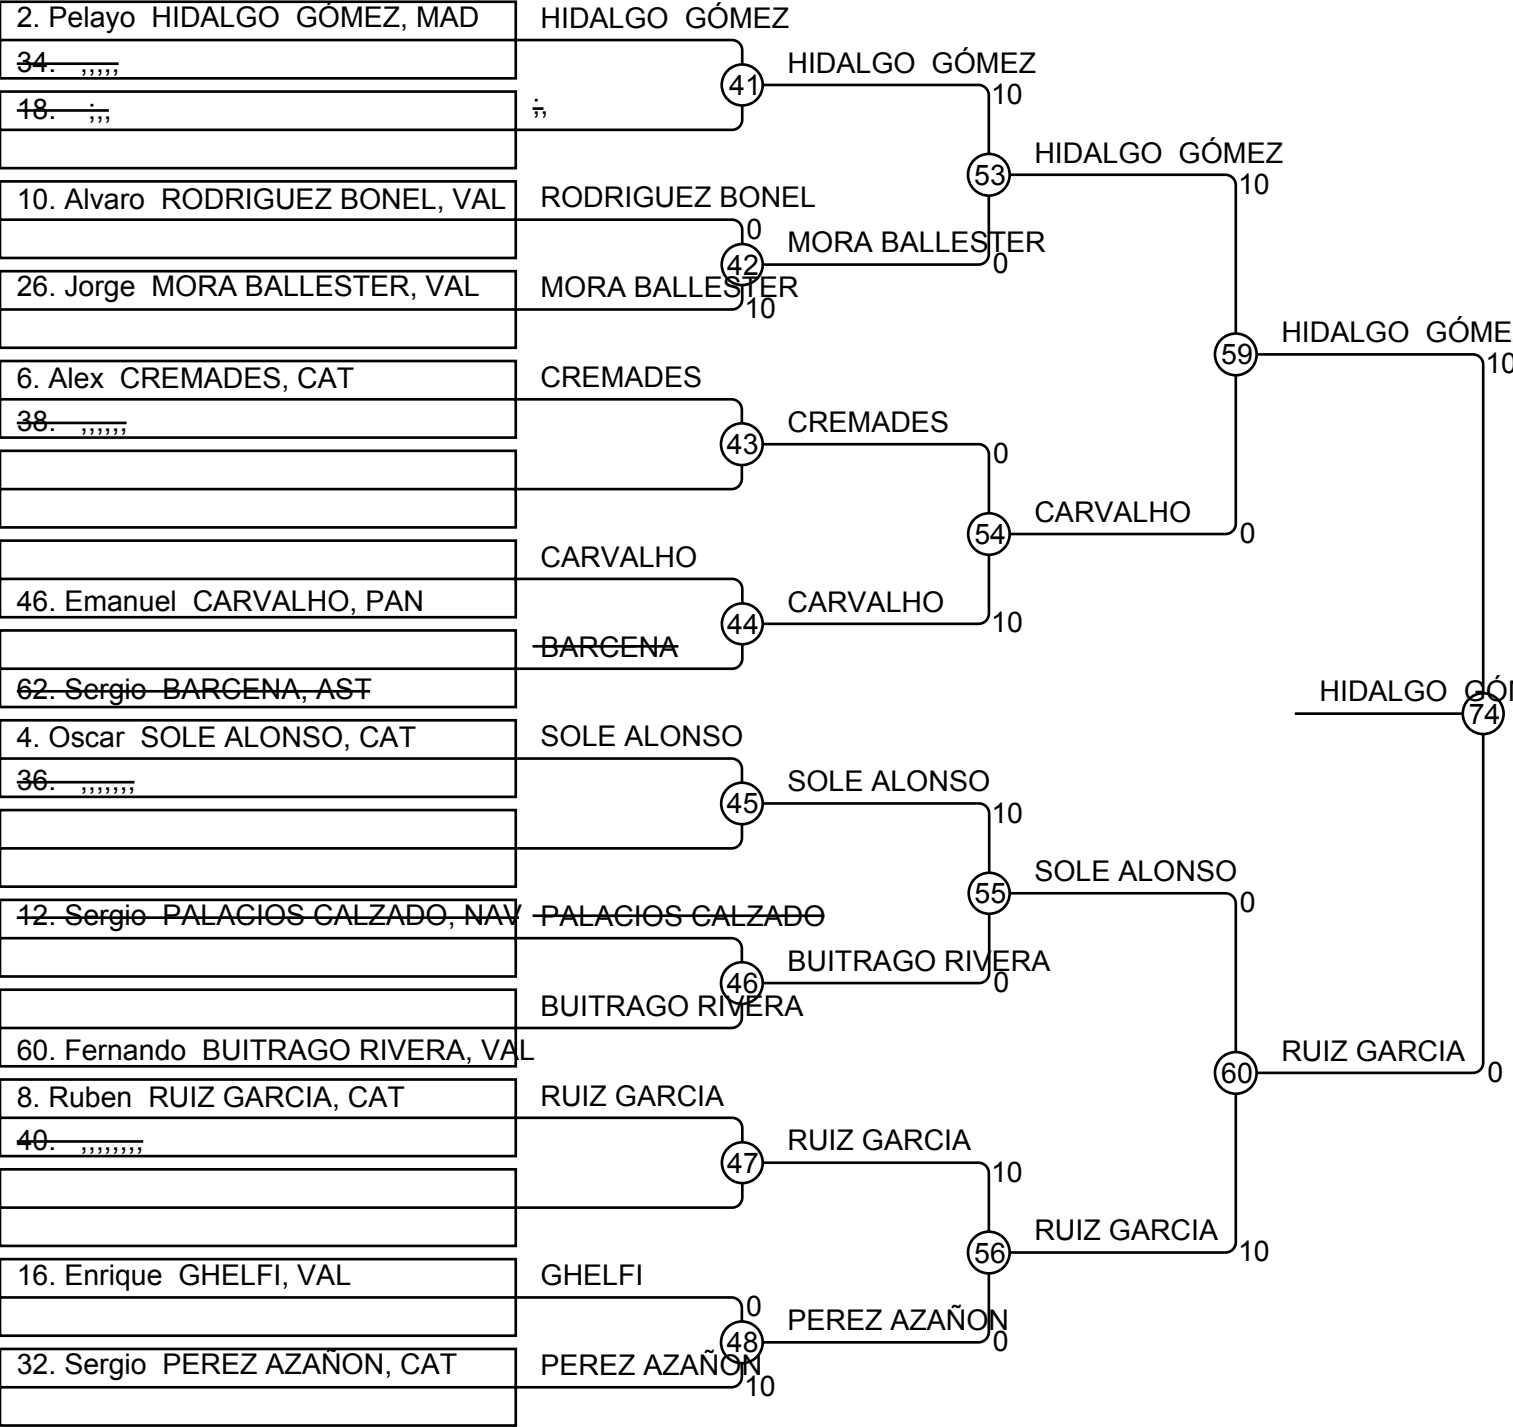 2. Pelayo HIDALGO GÓMEZ, MAD
HIDALGO GÓMEZ
34. ,,,,,
41
HIDALGO GÓMEZ
10
18. ;,,
;,
53
HIDALGO GÓMEZ
10
10. Alvaro RODRIGUEZ BONEL, VAL
RODRIGUEZ BONEL
0
42
MORA BALLESTER
0
26. Jorge MORA BALLESTER, VAL
MORA BALLESTER
10
59
HIDALGO GÓME
10
6. Alex CREMADES, CAT
CREMADES
38. ,,,,,,
43
CREMADES
0
54
CARVALHO
0
CARVALHO
46. Emanuel CARVALHO, PAN
44
CARVALHO
10
BARCENA
62. Sergio BARCENA, AST
HIDALGO GÓM
74
4. Oscar SOLE ALONSO, CAT
SOLE ALONSO
36. ,,,,,,,
45
SOLE ALONSO
10
55
SOLE ALONSO
0
12. Sergio PALACIOS CALZADO, NAV
PALACIOS CALZADO
46
BUITRAGO RIVERA
0
BUITRAGO RIVERA
60. Fernando BUITRAGO RIVERA, VAL
60
RUIZ GARCIA
0
8. Ruben RUIZ GARCIA, CAT
RUIZ GARCIA
40. ,,,,,,,,
47
RUIZ GARCIA
10
56
RUIZ GARCIA
10
16. Enrique GHELFI, VAL
GHELFI
0
48
PEREZ AZAÑON
0
32. Sergio PEREZ AZAÑON, CAT
PEREZ AZAÑON
10